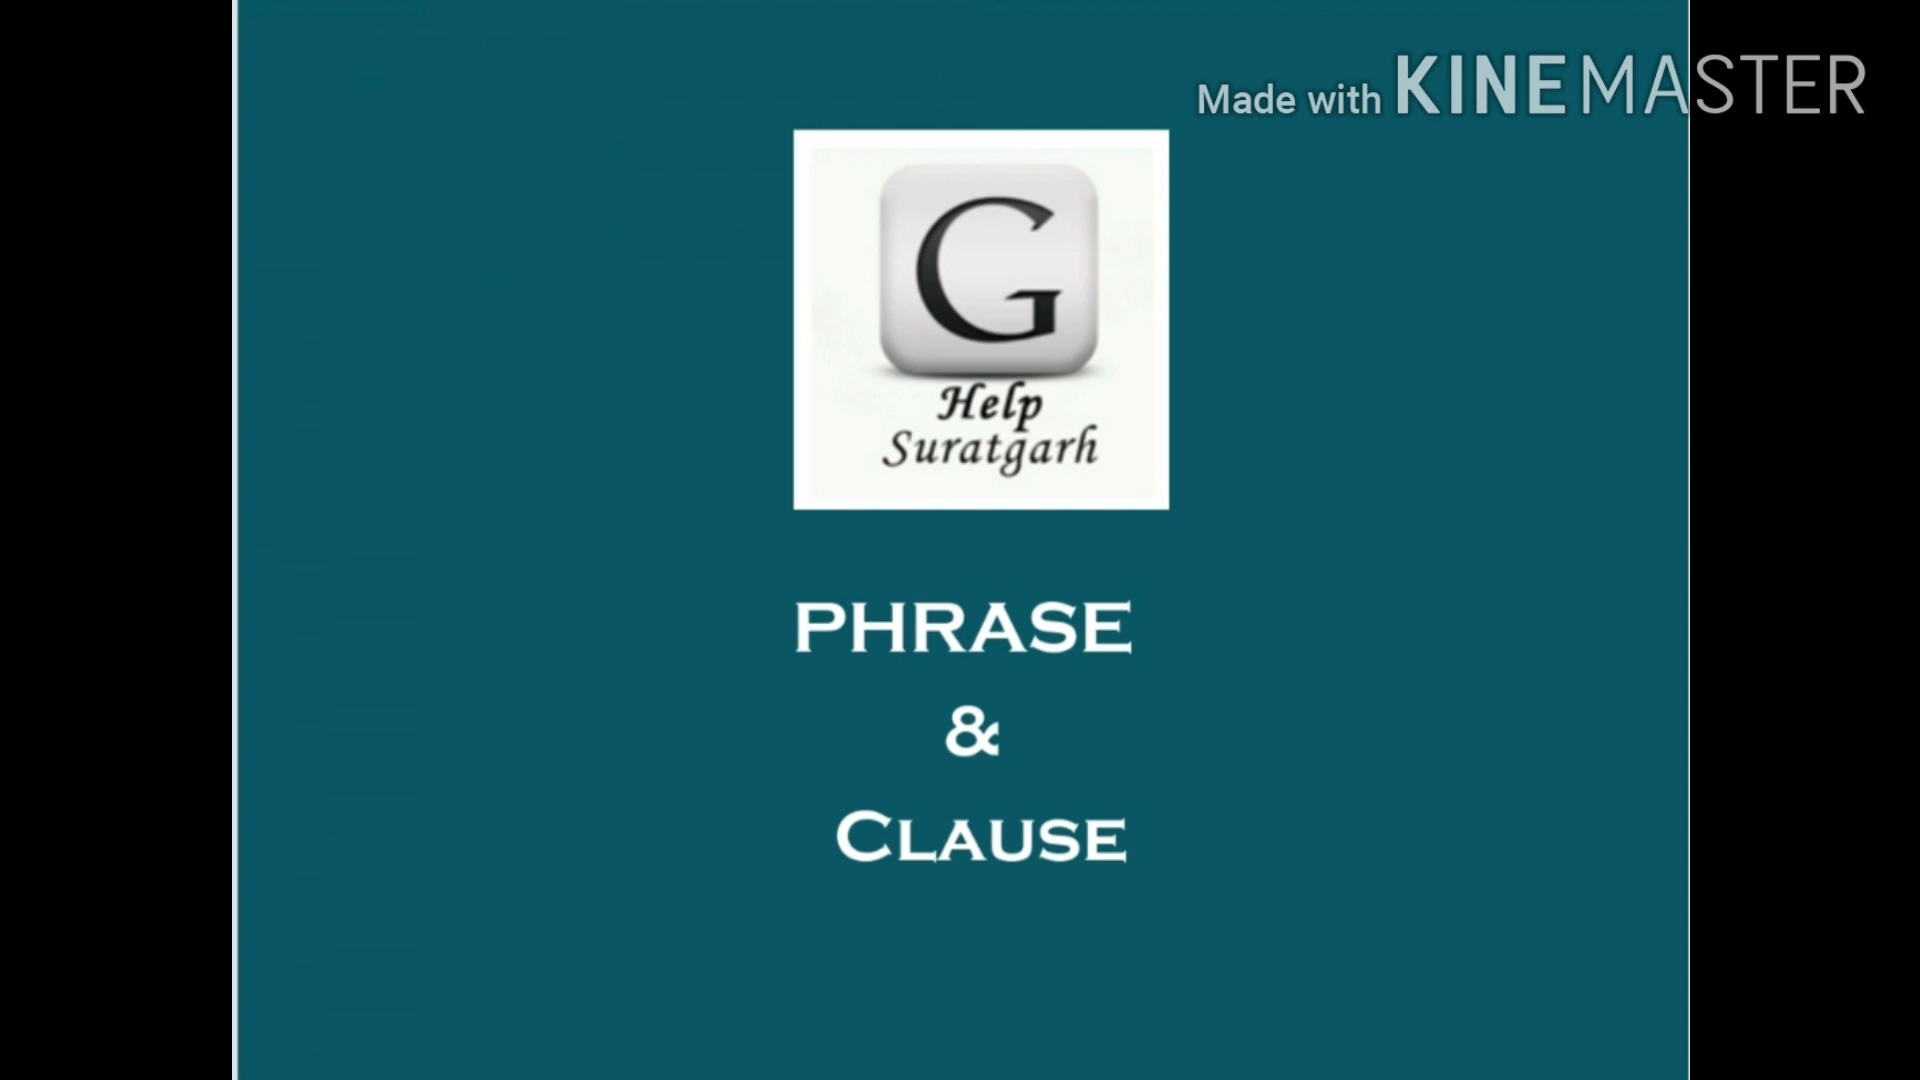 Made with KINEMASTER
G
Help
Suratgarh
PHRASE
&
CLAUSE